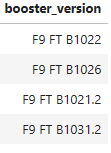 booster_version
F9 FT B1022
F9 FT B1026
F9 FT B1021.2
F9 FT B1031.2